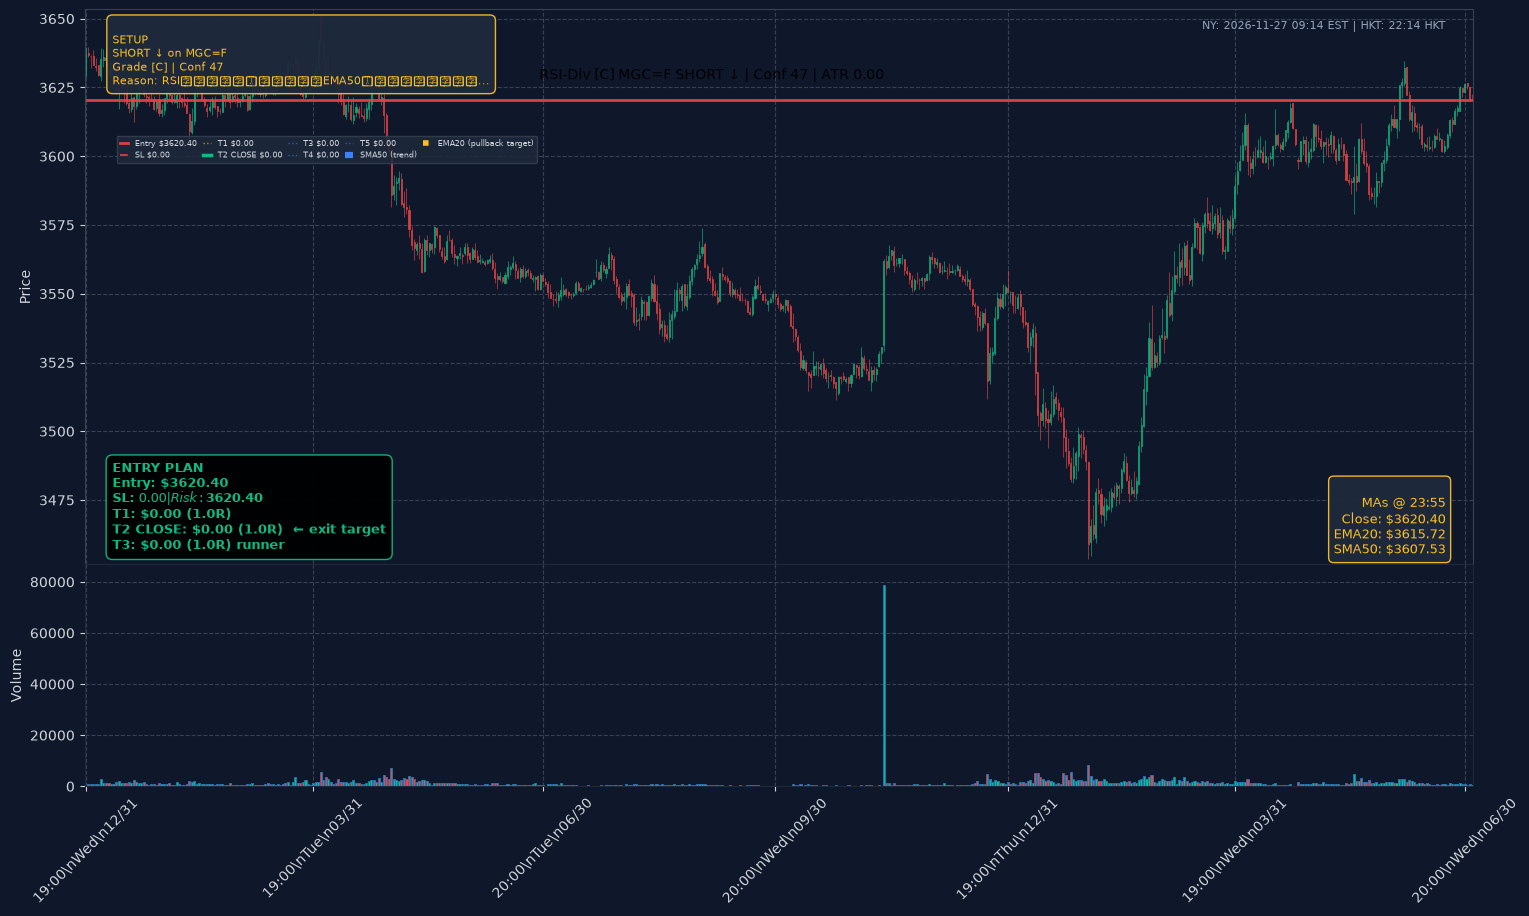 NY: 2026-11-27 09:14 EST | HKT: 22:14 HKT
SETUP
SHORT ↓ on MGC=F
Grade [C] | Conf 47
Reason: RSI EMA50 ...
RSI-Div [C] MGC=F SHORT ↓ | Conf 47 | ATR 0.00
Entry $3620.40
SL $0.00
T1 $0.00
T2 CLOSE $0.00
T3 $0.00
T4 $0.00
T5 $0.00
SMA50 (trend)
EMA20 (pullback target)
Price
3650
3625
3600
3575
3550
3525
3500
3475
ENTRY PLAN
Entry: $3620.40
SL: 0.00|Risk: 3620.40
T1: $0.00 (1.0R)
T2 CLOSE: $0.00 (1.0R) ← exit target
T3: $0.00 (1.0R) runner
MAs @ 23:55
Close: $3620.40
EMA20: $3615.72
SMA50: $3607.53
Volume
80000
60000
40000
20000
0
19:00\nWed\n12/31
19:00\nTue\n03/31
20:00\nTue\n06/30
20:00\nWed\n09/30
19:00\nThu\n12/31
19:00\nWed\n03/31
20:00\nWed\n06/30